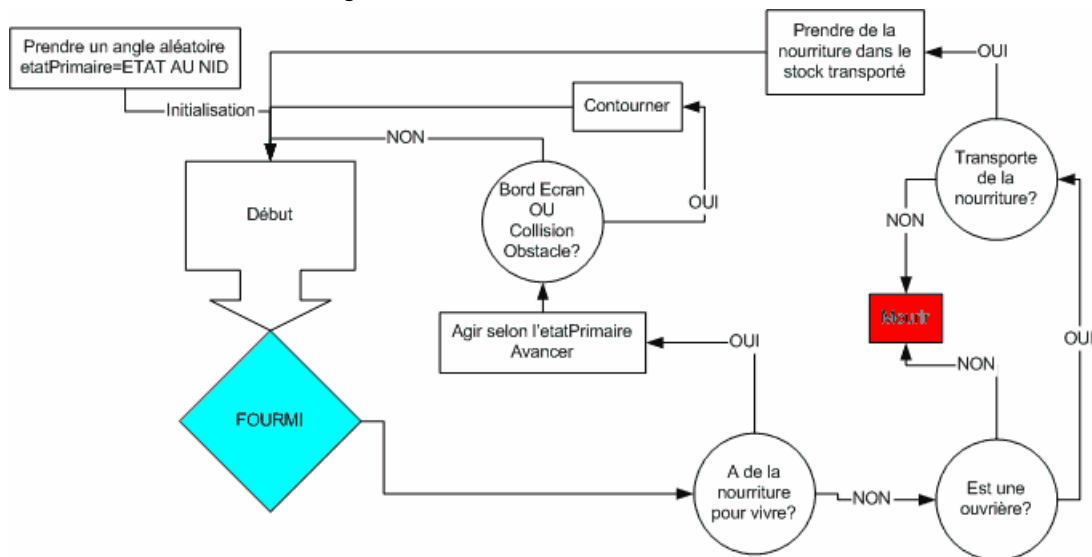 Prendre un angle aléatoire
etatPrimaire=ETAT AU NID
Initialisation
Prendre de la
nourriture dans le
stock transporté
OUI
Contourner
NON
Début
Bord Ecran
OU
Collision
Obstacle?
OUI
Transporte
de la
nourriture?
NON
Mourir
OUI
Agir selon l'etatPrimaire
Avancer
OUI
NON
FOURMI
A de la
nourriture
pour vivre?
NON
Est une
ouvrière?